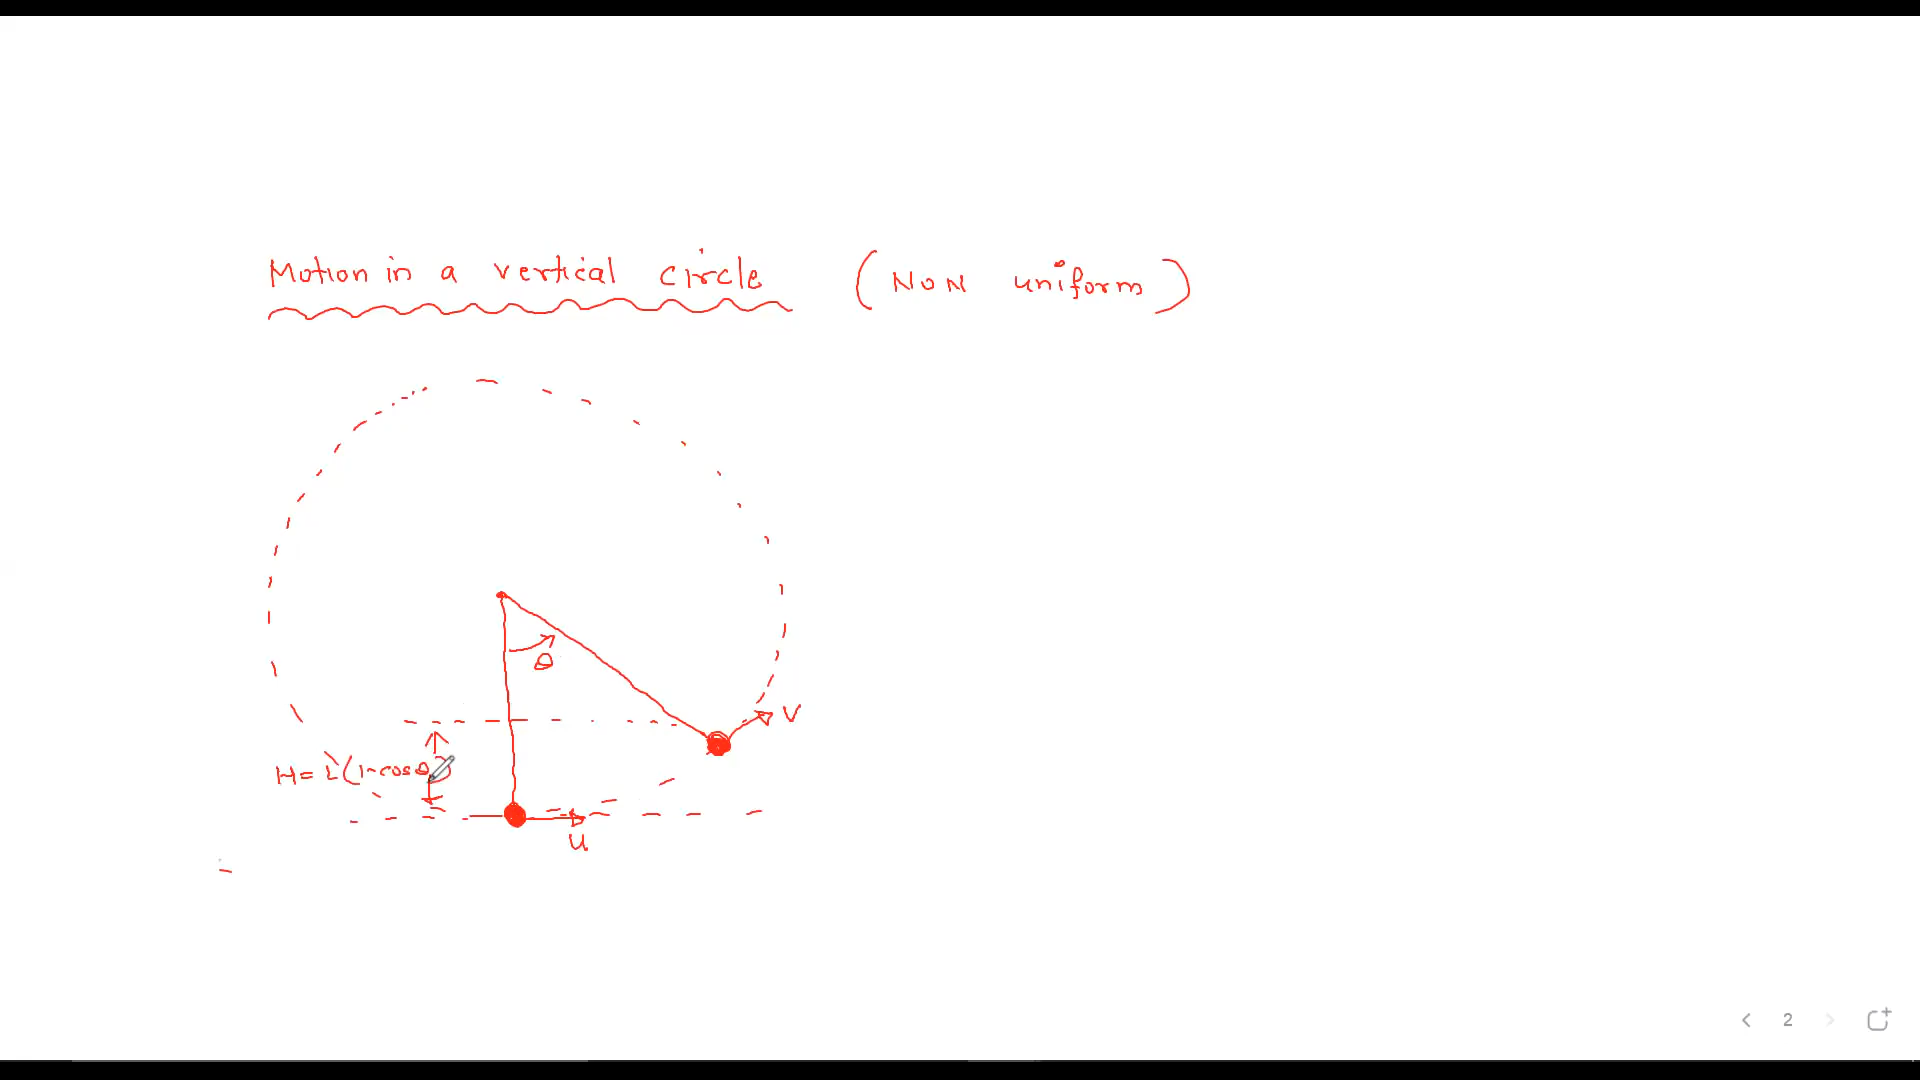 Motion in a vertical circle (NON uniform)
θ
V
H = L(1-cosθ)
u
2